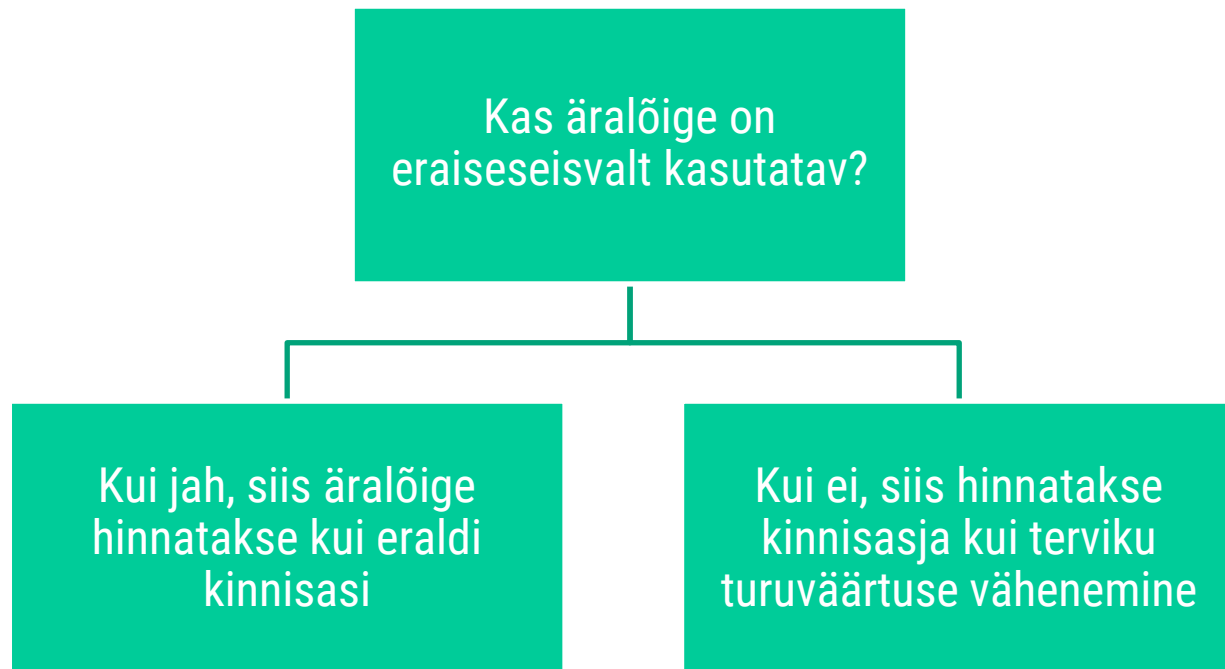 Kas äralõige on
eraiseseisvalt kasutatav?
Kui jah, siis äralõige
hinnatakse kui eraldi
kinnisasi
Kui ei, siis hinnatakse
kinnisasja kui terviku
turuväärtuse vähenemine